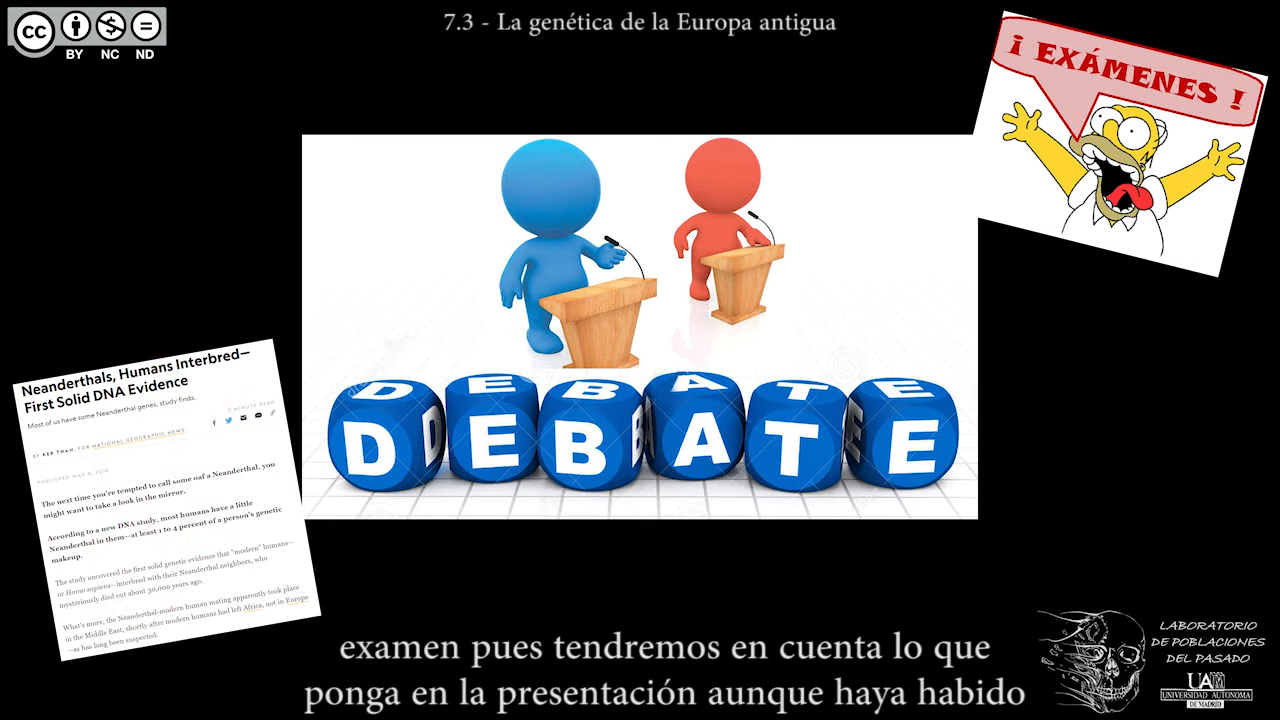 BY NC ND
7.3 - La genética de la Europa antigua
¡ EXÁMENES !
DEBATE
DEBATE
Neanderthals, Humans Interbred—
First Solid DNA Evidence
Most of us have some Neanderthal genes, study finds.
7 MINUTE READ
BY KER THAN, FOR NATIONAL GEOGRAPHIC NEWS
PUBLISHED MAY 8, 2010
The next time you're tempted to call some oaf a Neanderthal, you
might want to take a look in the mirror.
According to a new DNA study, most humans have a little
Neanderthal in them—at least 1 to 4 percent of a person's genetic
makeup.
The study uncovered the first solid genetic evidence that "modern" humans—
or Homo sapiens—interbred with their Neanderthal neighbors, who
mysteriously died out about 30,000 years ago.
What's more, the Neanderthal-modern human mating apparently took place
in the Middle East, shortly after modern humans had left Africa, not in Europe
—as has long been suspected.
examen pues tendremos en cuenta lo que
ponga en la presentación aunque haya habido
LABORATORIO
DE POBLACIONES
DEL PASADO
UAM
UNIVERSIDAD AUTONOMA
DE MADRID